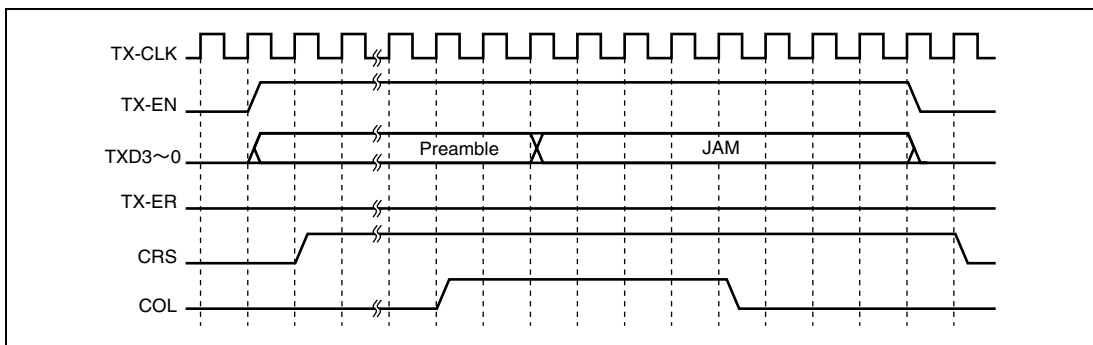 TX-CLK
TX-EN
TXD3～0
Preamble
JAM
TX-ER
CRS
COL